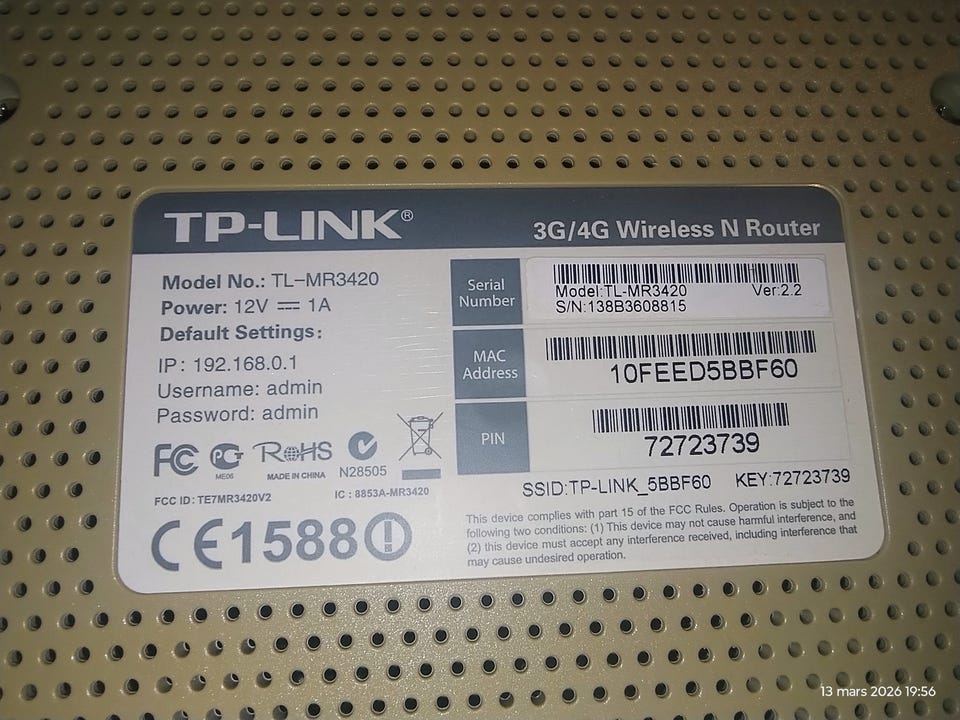 TP-LINK®
3G/4G Wireless N Router
Model No.: TL-MR3420
Power: 12V ⎓ 1A
Default Settings:
IP : 192.168.0.1
Username: admin
Password: admin
FC PG ME06
RoHS
MADE IN CHINA
N28505
FCC ID: TE7MR3420V2
IC : 8853A-MR3420
CE1588
Serial
Number
Model:TL-MR3420 Ver:2.2
S/N:138B3608815
MAC
Address
10FEED5BBF60
PIN
72723739
SSID:TP-LINK_5BBF60 KEY:72723739
This device complies with part 15 of the FCC Rules. Operation is subject to the
following two conditions: (1) This device may not cause harmful interference, and
(2) this device must accept any interference received, including interference that
may cause undesired operation.
13 mars 2026 19:56